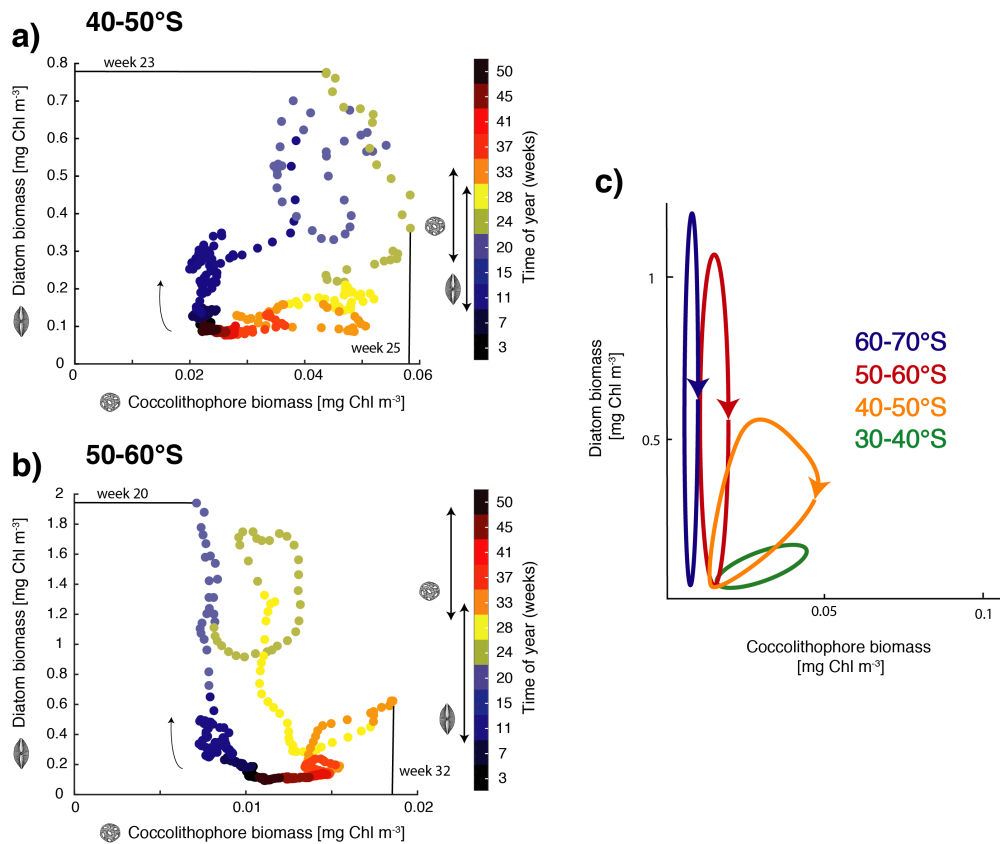 a)
40-50°S
0.8
0.7
0.6
0.5
0.4
0.3
0.2
0.1
0
0.02
0.04
0.06
week 23
week 25
Diatom biomass [mg Chl m-3]
Coccolithophore biomass [mg Chl m-3]
50
45
41
37
33
28
24
20
15
11
7
3
Time of year (weeks)
b)
50-60°S
2
1.8
1.6
1.4
1.2
1
0.8
0.6
0.4
0.2
0
0
0.01
0.02
week 20
week 32
Diatom biomass [mg Chl m-3]
Coccolithophore biomass [mg Chl m-3]
50
45
41
37
33
28
24
20
15
11
7
3
Time of year (weeks)
c)
1
0.5
Diatom biomass
[mg Chl m-3]
60-70°S
50-60°S
40-50°S
30-40°S
0.05
0.1
Coccolithophore biomass
[mg Chl m-3]